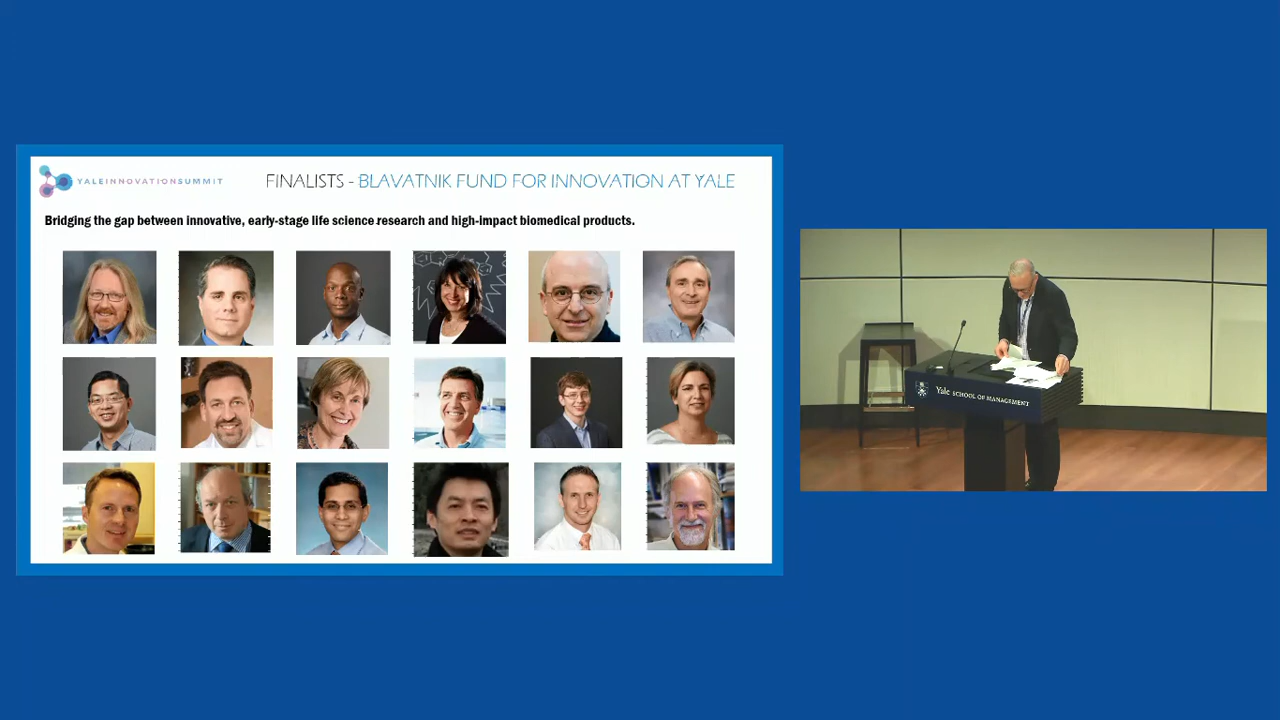 YALEINNOVATIONSUMMIT
FINALISTS - BLAVATNIK FUND FOR INNOVATION AT YALE
Bridging the gap between innovative, early-stage life science research and high-impact biomedical products.
Yale SCHOOL OF MANAGEMENT